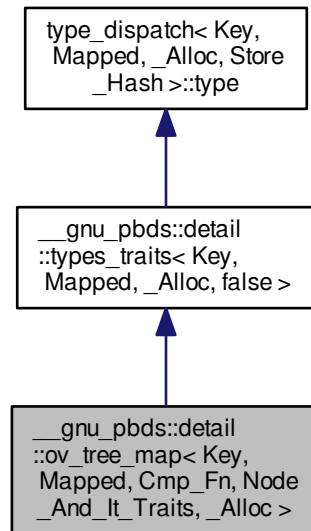 type_dispatch< Key,
Mapped, _Alloc, Store
_Hash >::type
__gnu_pbds::detail
::types_traits< Key,
Mapped, _Alloc, false >
__gnu_pbds::detail
::ov_tree_map< Key,
Mapped, Cmp_Fn, Node
_And_It_Traits, _Alloc >